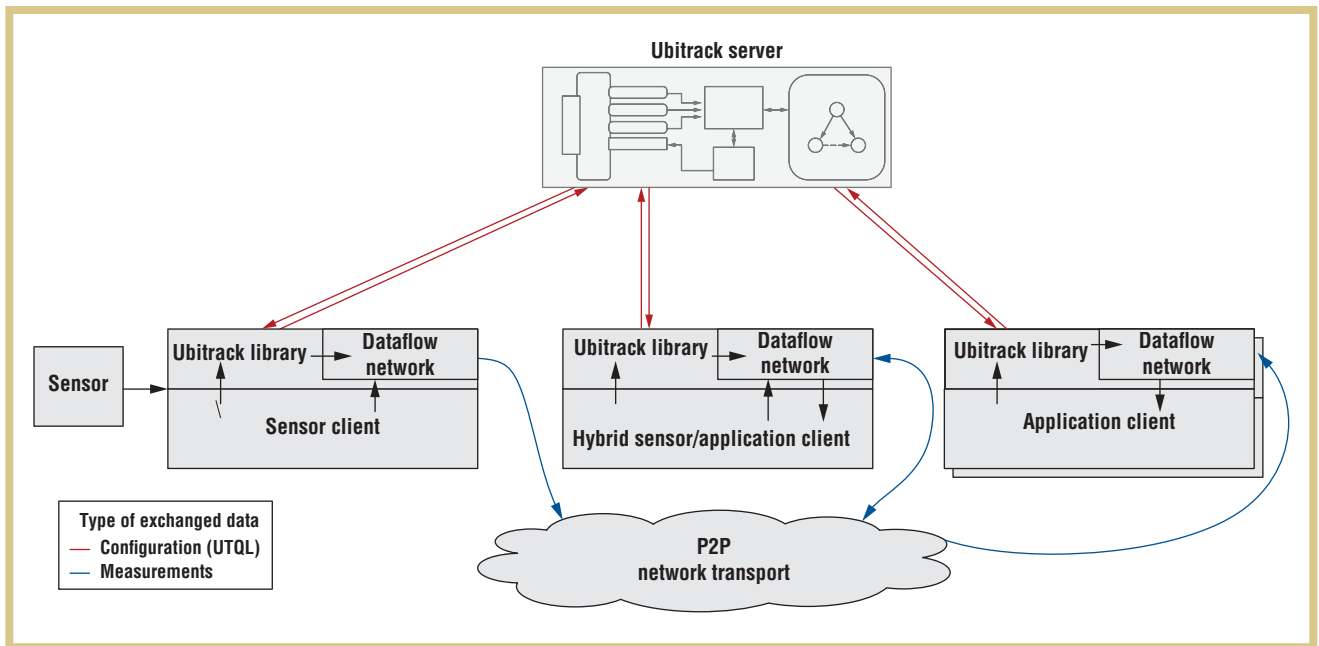 Ubitrack server
Sensor
Ubitrack library
Dataflow
network
Sensor client
Ubitrack library
Dataflow
network
Hybrid sensor/application client
Ubitrack library
Dataflow
network
Application client
Type of exchanged data
Configuration (UTQL)
Measurements
P2P
network transport